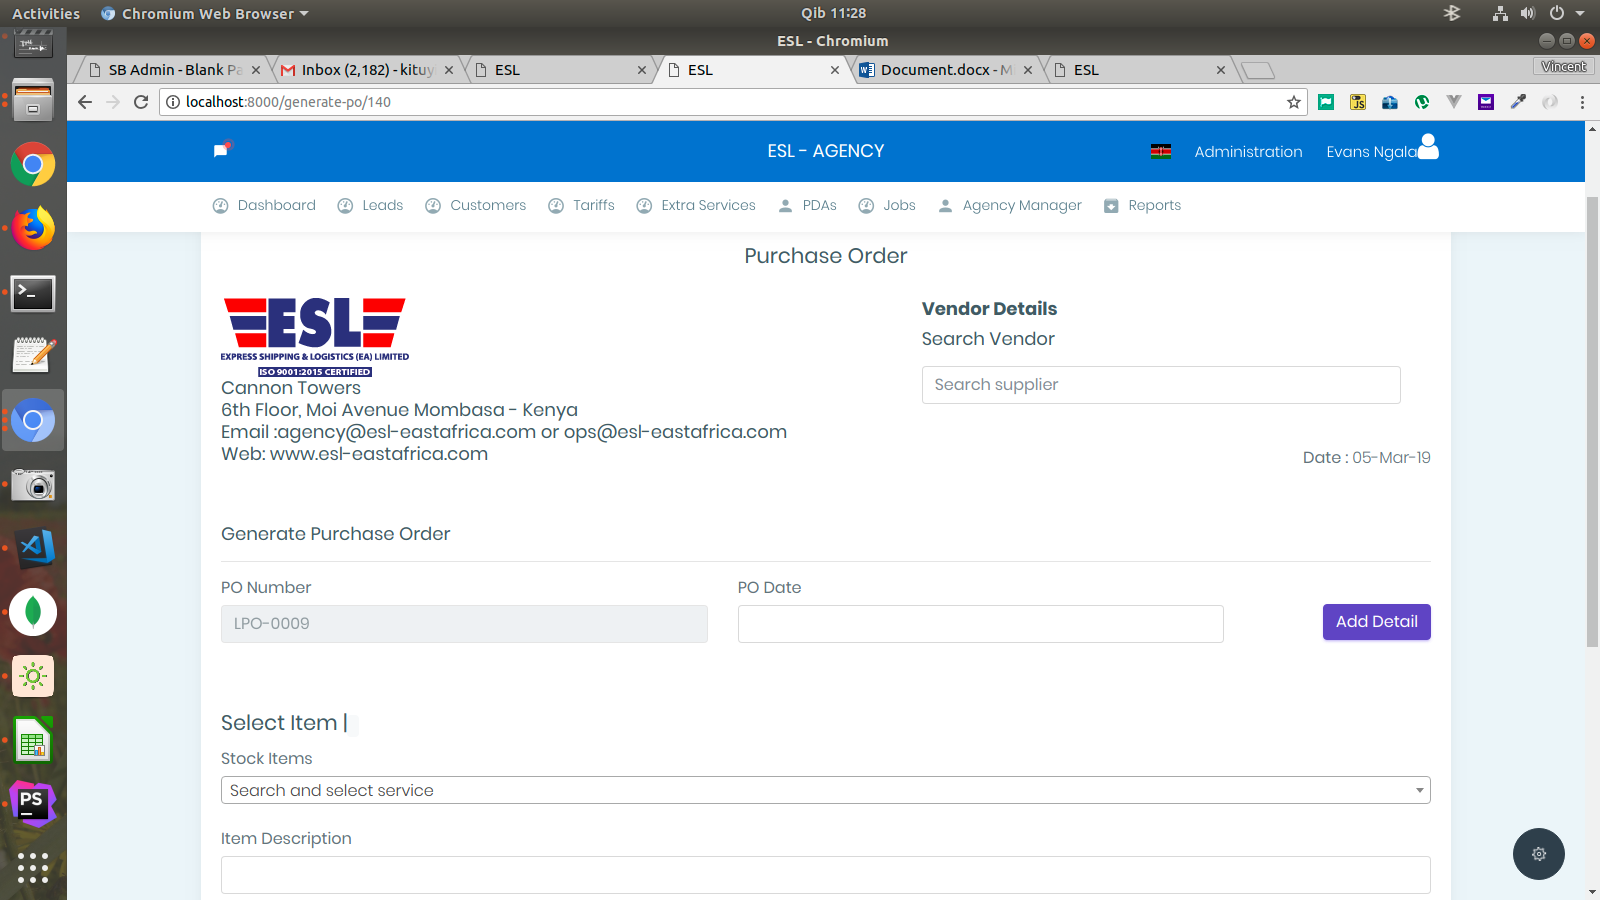 Activities
Chromium Web Browser
Qib 11:28
ESL - Chromium
SB Admin - Blank Pa
Inbox (2,182) - kituy
ESL
ESL
Document.docx - M
ESL
Vincent
localhost:8000/generate-po/140
ESL - AGENCY
Administration
Evans Ngala
Dashboard
Leads
Customers
Tariffs
Extra Services
PDAs
Jobs
Agency Manager
Reports
Purchase Order
ESL
EXPRESS SHIPPING & LOGISTICS (EA) LIMITED
ISO 9001:2015 CERTIFIED
Cannon Towers
6th Floor, Moi Avenue Mombasa - Kenya
Email :agency@esl-eastafrica.com or ops@esl-eastafrica.com
Web: www.esl-eastafrica.com
Vendor Details
Search Vendor
Search supplier
Date : 05-Mar-19
Generate Purchase Order
PO Number
LPO-0009
PO Date
Add Detail
Select Item |
Stock Items
Search and select service
Item Description
JS
PS